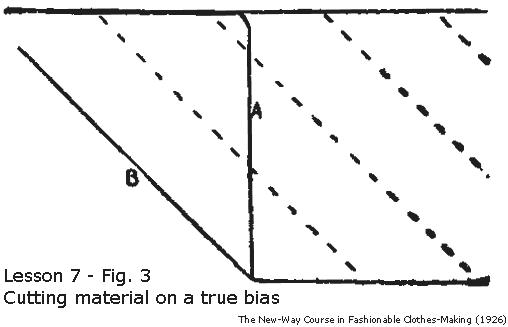 A
B
Lesson 7 - Fig. 3
Cutting material on a true bias
The New-Way Course in Fashionable Clothes-Making (1926)